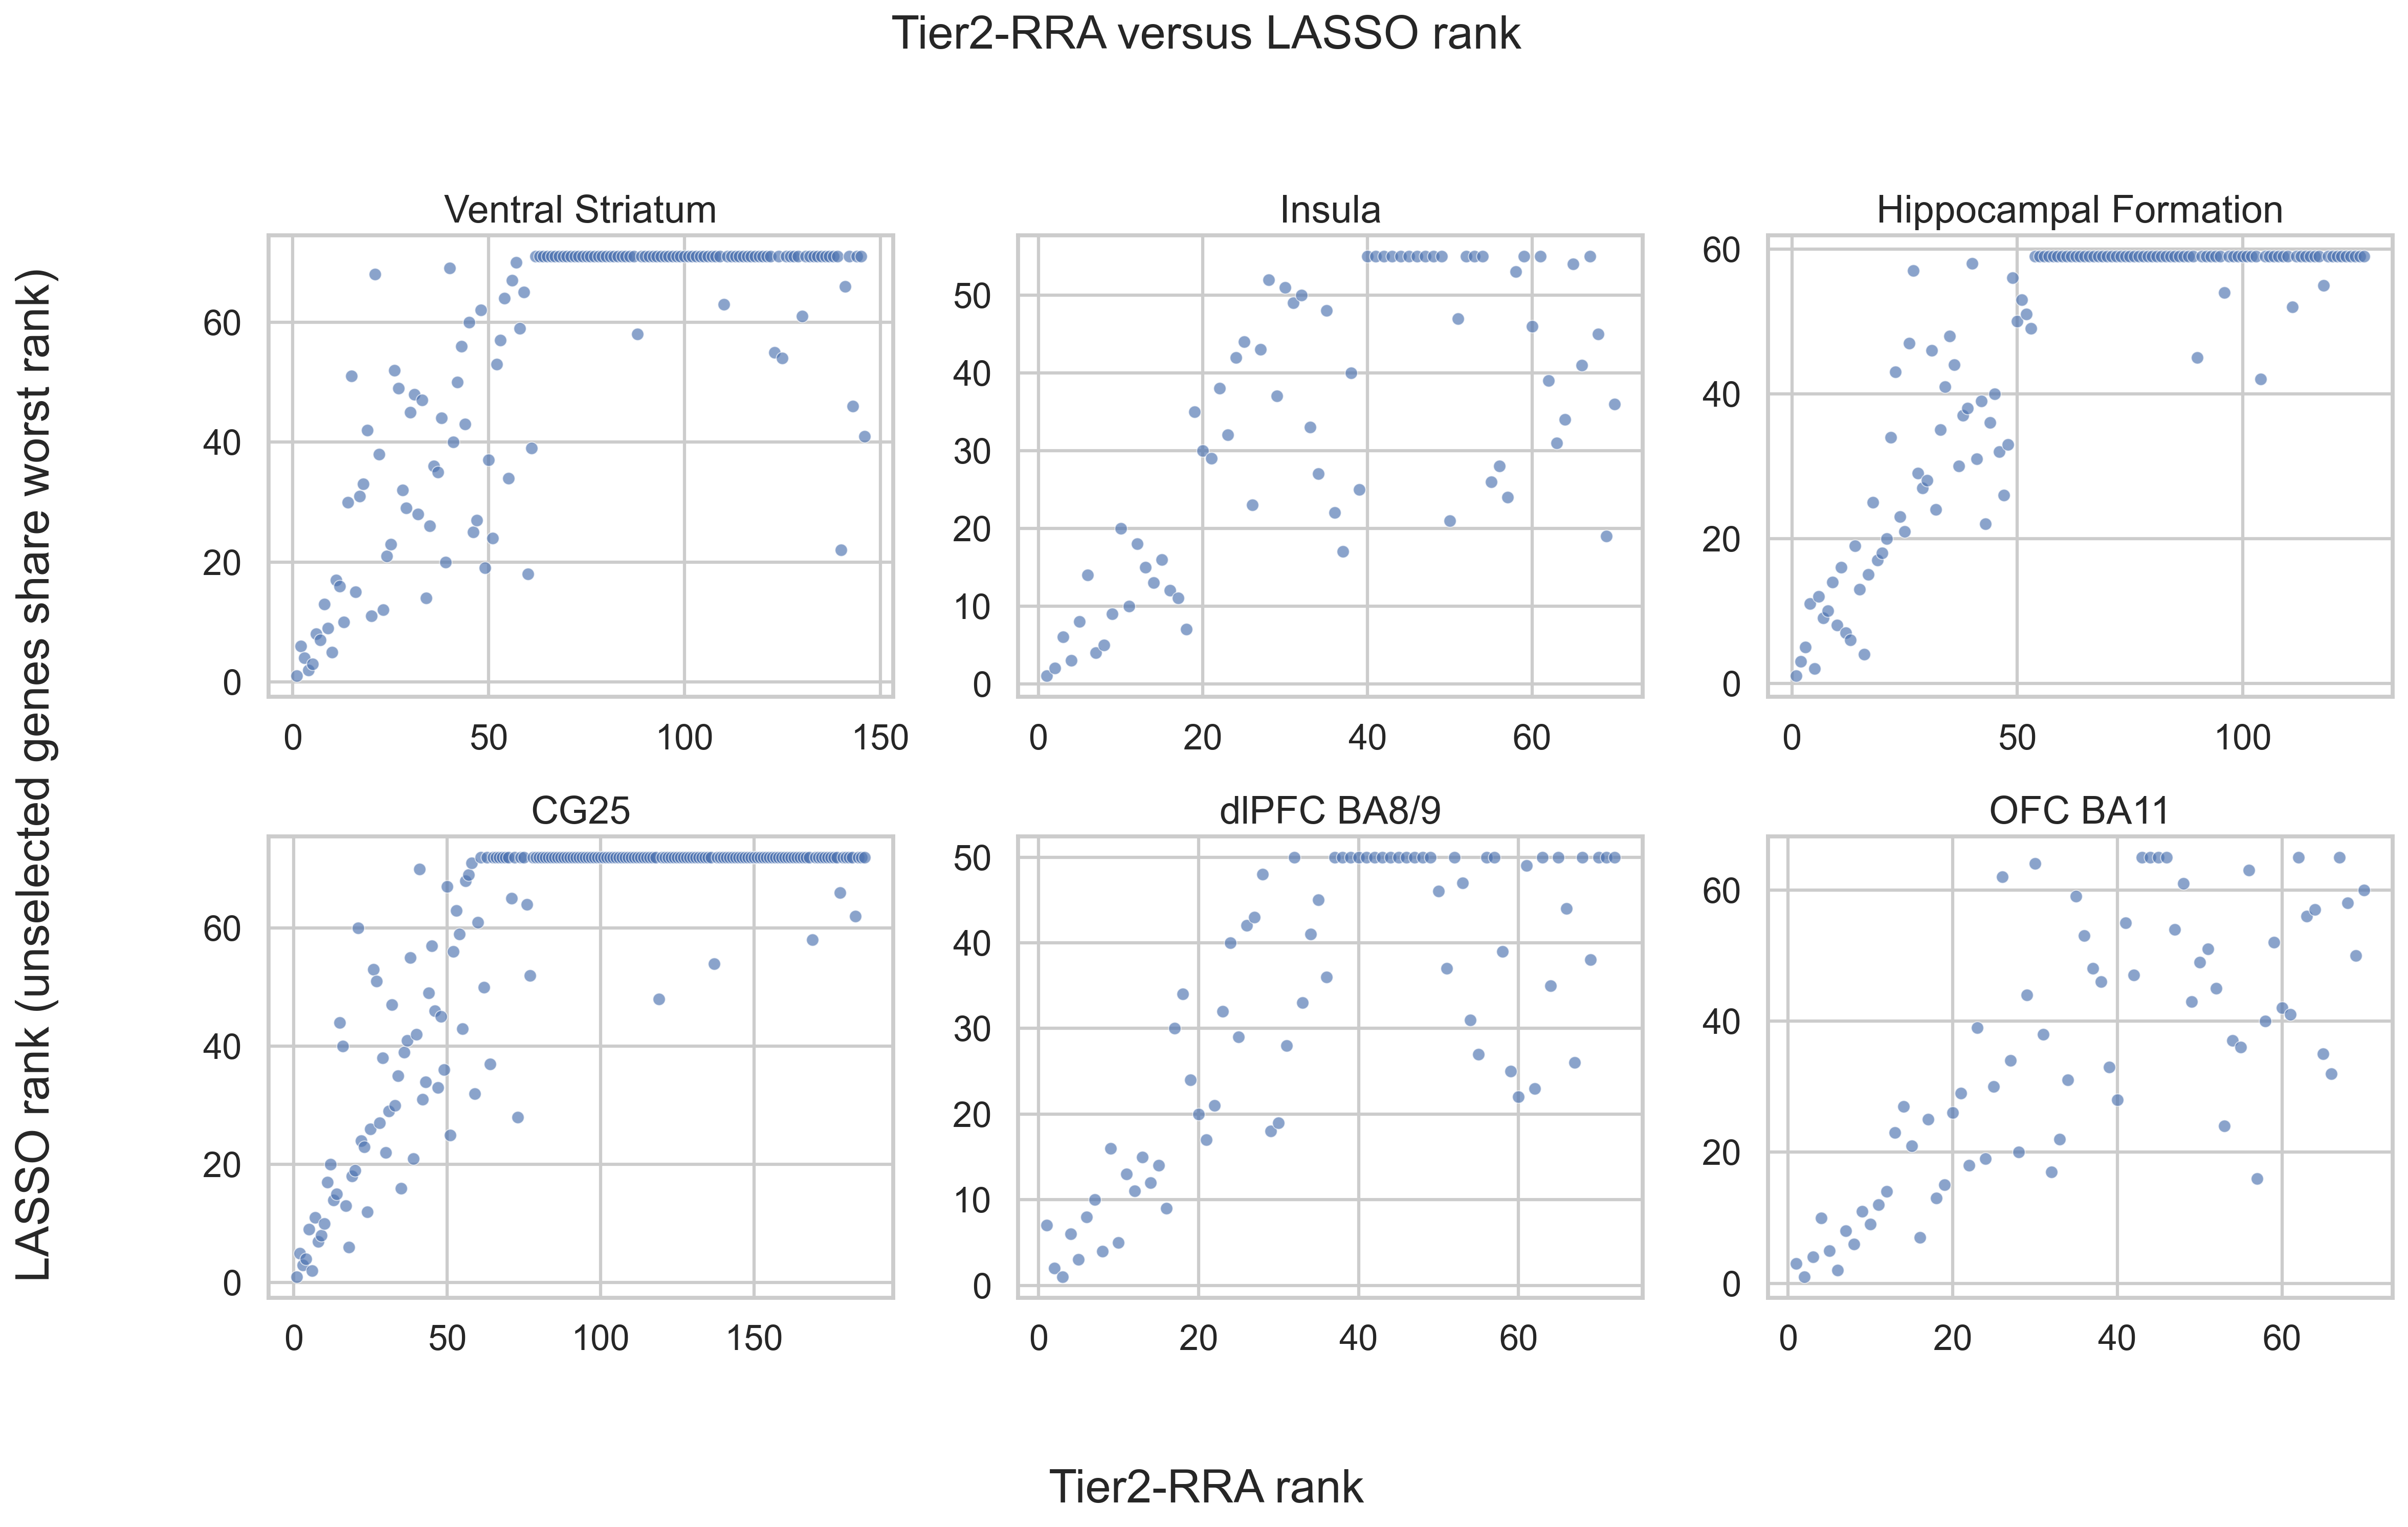 Tier2-RRA versus LASSO rank
LASSO rank (unselected genes share worst rank)
Ventral Striatum
60
40
20
0
0 50 100 150
Insula
50
40
30
20
10
0
0 20 40 60
Hippocampal Formation
60
40
20
0
0 50 100
CG25
60
40
20
0
0 50 100 150
dlPFC BA8/9
50
40
30
20
10
0
0 20 40 60
OFC BA11
60
40
20
0
0 20 40 60
Tier2-RRA rank